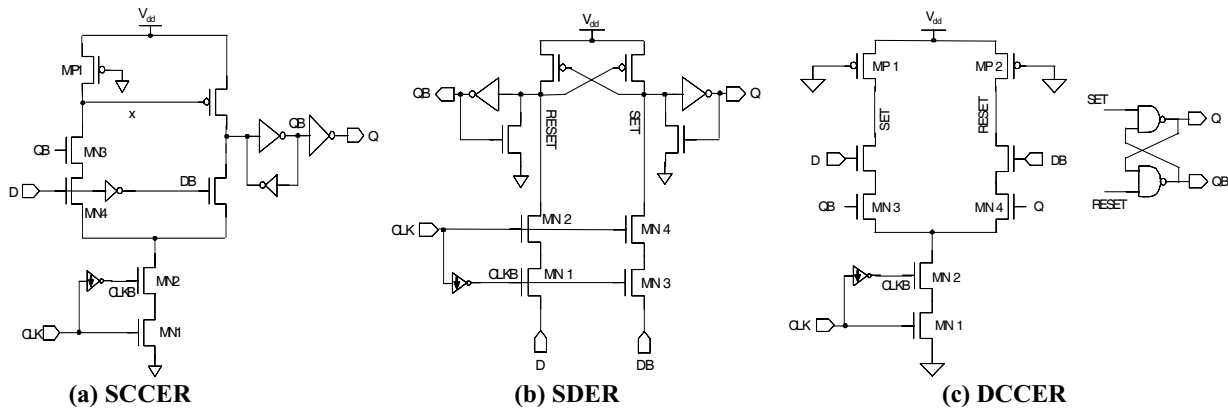 Vdd
MP1
x
QB
MN3
D
MN4
DB
QB
Q
CLKB
MN2
CLK
MN1
(a) SCCER
Vdd
QB
RESET
SET
Q
CLK
MN 2
MN 4
CLKB
MN 1
MN 3
D
DB
(b) SDER
Vdd
MP 1
MP 2
SET
RESET
D
DB
QB
MN 3
MN 4
Q
CLKB
MN 2
CLK
MN 1
SET
Q
QB
RESET
(c) DCCER